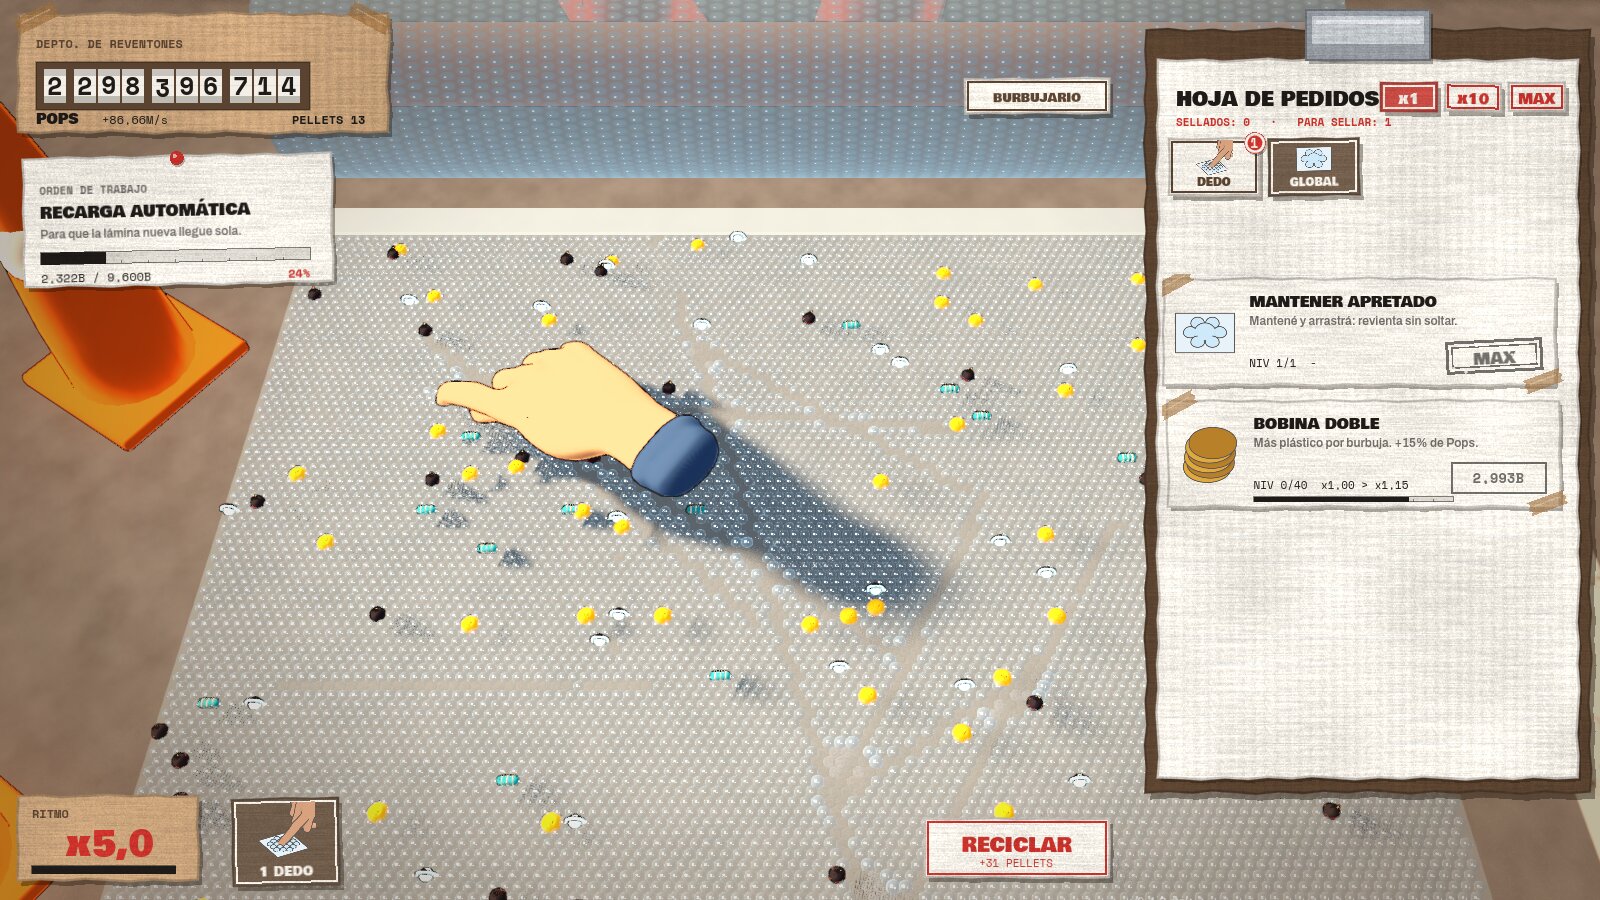 DEPTO. DE REVENTONES
2 298 396 714
POPS +86,66M/s PELLETS 13
ORDEN DE TRABAJO
RECARGA AUTOMÁTICA
Para que la lámina nueva llegue sola.
2,322B / 9,600B 24%
BURBUJARIO
HOJA DE PEDIDOS x1 x10 MAX
SELLADOS: 0 · PARA SELLAR: 1
1
DEDO GLOBAL
MANTENER APRETADO
Mantené y arrastrá: revienta sin soltar.
NIV 1/1 - MAX
BOBINA DOBLE
Más plástico por burbuja. +15% de Pops.
NIV 0/40 x1,00 > x1,15 2,993B
RITMO
x5,0
1 DEDO
RECICLAR
+31 PELLETS